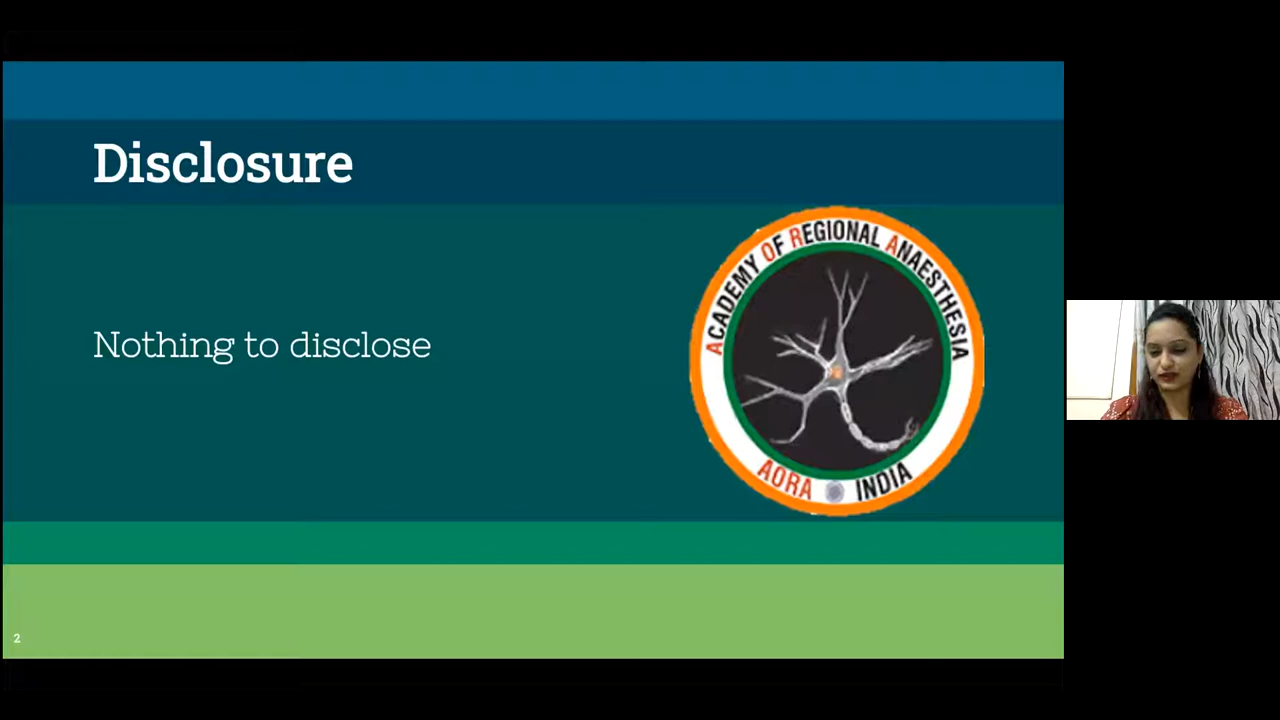 Disclosure
Nothing to disclose
ACADEMY OF REGIONAL ANAESTHESIA
AORA INDIA
2